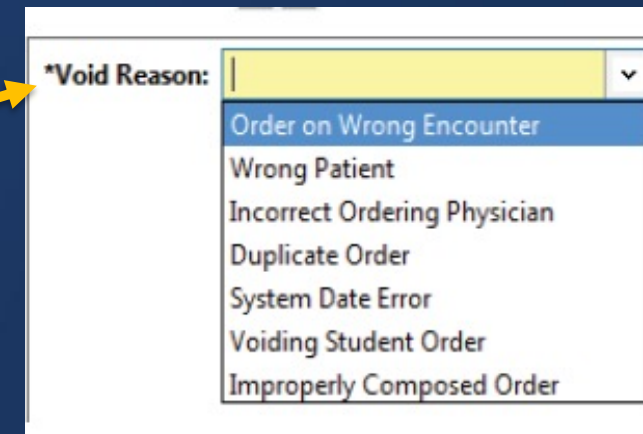 *Void Reason:
Order on Wrong Encounter
Wrong Patient
Incorrect Ordering Physician
Duplicate Order
System Date Error
Voiding Student Order
Improperly Composed Order